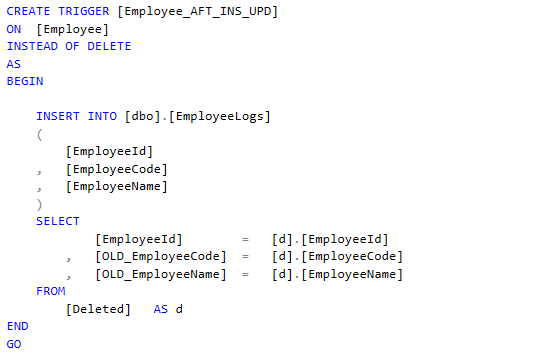 CREATE TRIGGER [Employee_AFT_INS_UPD]
ON [Employee]
INSTEAD OF DELETE
AS
BEGIN
INSERT INTO [dbo].[EmployeeLogs]
(
[EmployeeId]
, [EmployeeCode]
, [EmployeeName]
)
SELECT
[EmployeeId] = [d].[EmployeeId]
, [OLD_EmployeeCode] = [d].[EmployeeCode]
, [OLD_EmployeeName] = [d].[EmployeeName]
FROM
[Deleted] AS d
END
GO